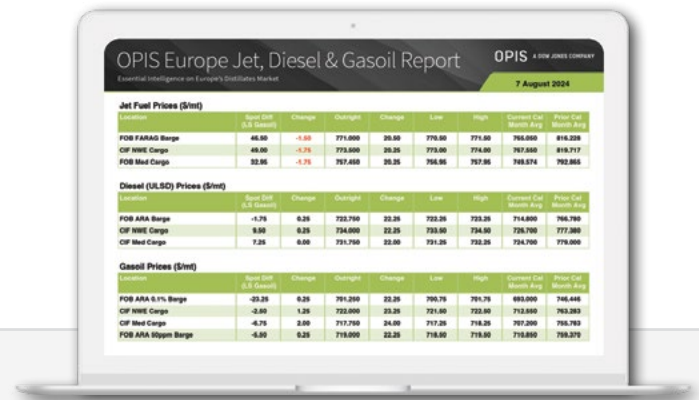 OPIS Europe Jet, Diesel & Gasoil Report
OPIS A DOW JONES COMPANY
Essential Intelligence on Europe's Distillates Market
7 August 2024
Jet Fuel Prices ($/mt)
Location Spot Diff (LS Gasoil) Change Outright Change Low High Current Cal Month Avg Prior Cal Month Avg
FOB FARAG Barge 46.50 -1.50 771.000 20.50 770.50 771.50 765.050 816.228
CIF NWE Cargo 49.00 -1.75 773.500 20.25 773.00 774.00 767.550 819.717
FOB Med Cargo 32.95 -1.75 757.450 20.25 756.95 757.95 749.574 792.865
Diesel (ULSD) Prices ($/mt)
Location Spot Diff (LS Gasoil) Change Outright Change Low High Current Cal Month Avg Prior Cal Month Avg
FOB ARA Barge -1.75 0.25 722.750 22.25 722.25 723.25 714.800 766.780
CIF NWE Cargo 9.50 0.25 734.000 22.25 733.50 734.50 726.700 777.380
CIF Med Cargo 7.25 0.00 731.750 22.00 731.25 732.25 724.700 779.000
Gasoil Prices ($/mt)
Location Spot Diff (LS Gasoil) Change Outright Change Low High Current Cal Month Avg Prior Cal Month Avg
FOB ARA 0.1% Barge -23.25 0.25 701.250 22.25 700.75 701.75 693.000 746.446
CIF NWE Cargo -2.50 1.25 722.000 23.25 721.50 722.50 712.550 763.283
CIF Med Cargo -6.75 2.00 717.750 24.00 717.25 718.25 707.200 755.783
FOB ARA 50ppm Barge -5.50 0.25 719.000 22.25 718.50 719.50 710.850 759.370